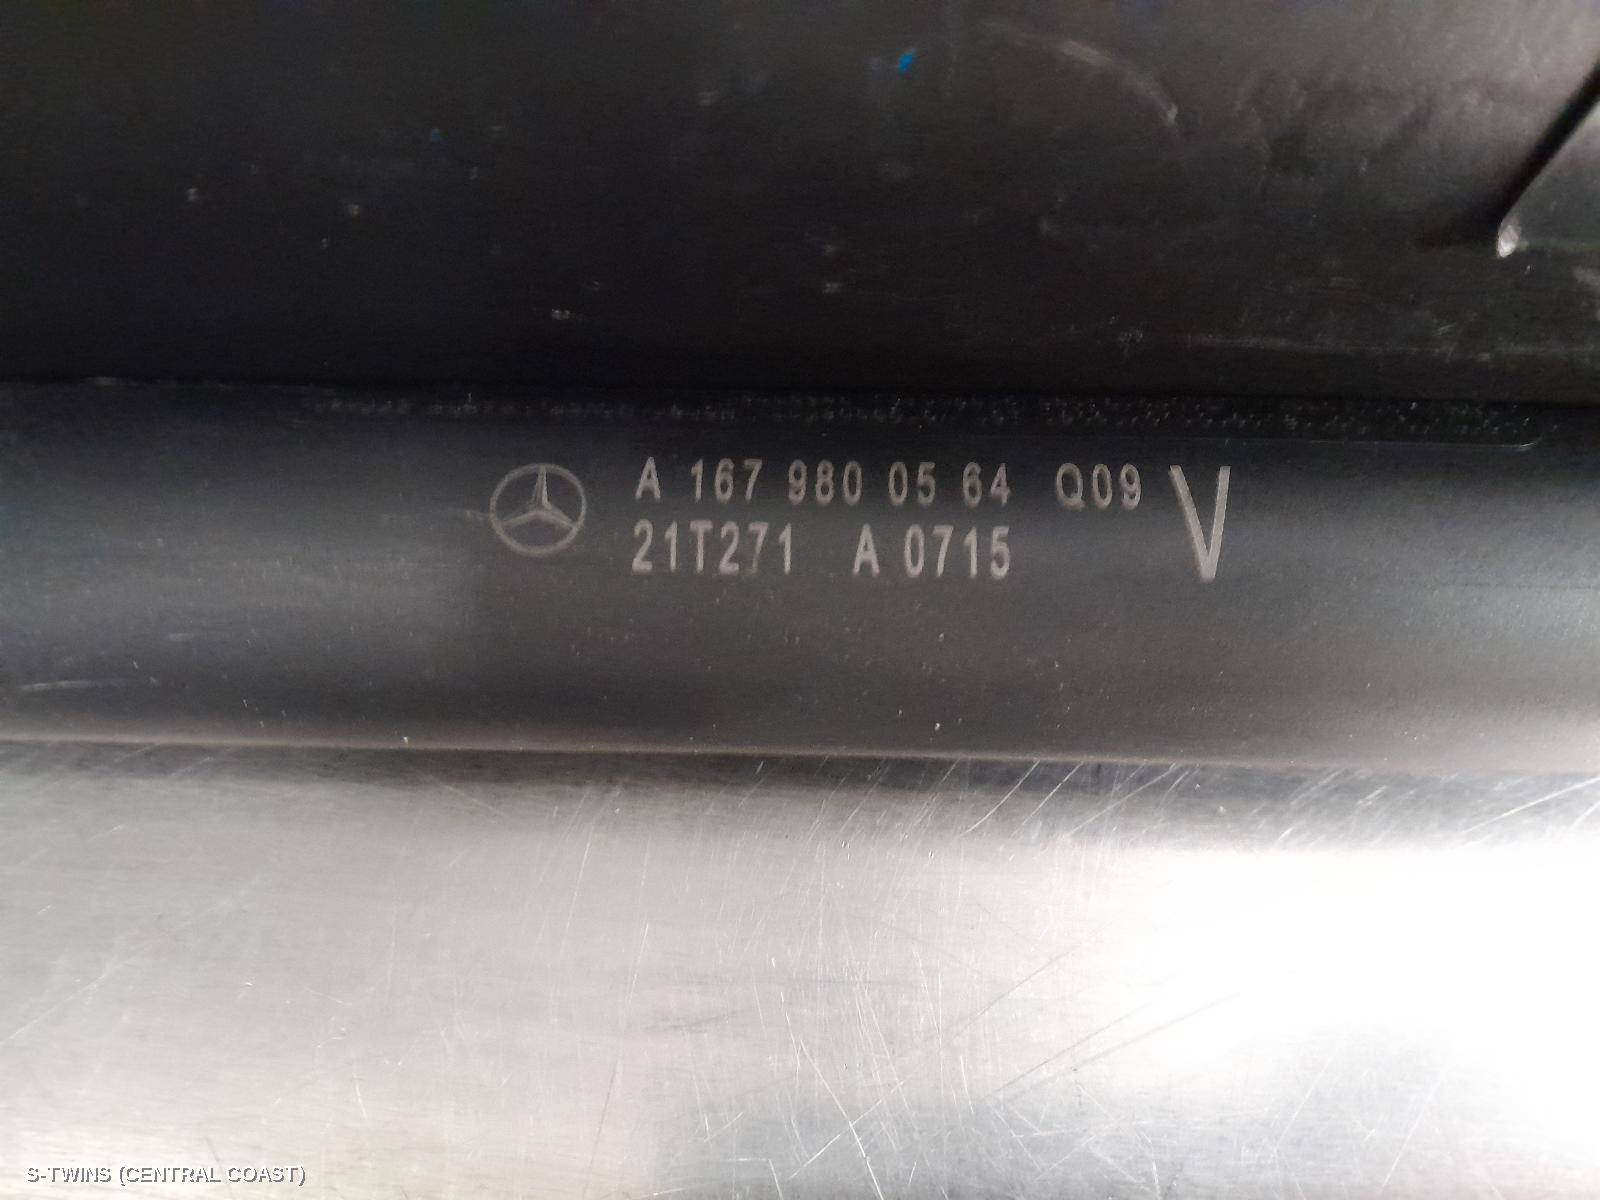 A 167 980 05 64 Q09 V
21T271 A 0715
S-TWINS (CENTRAL COAST)